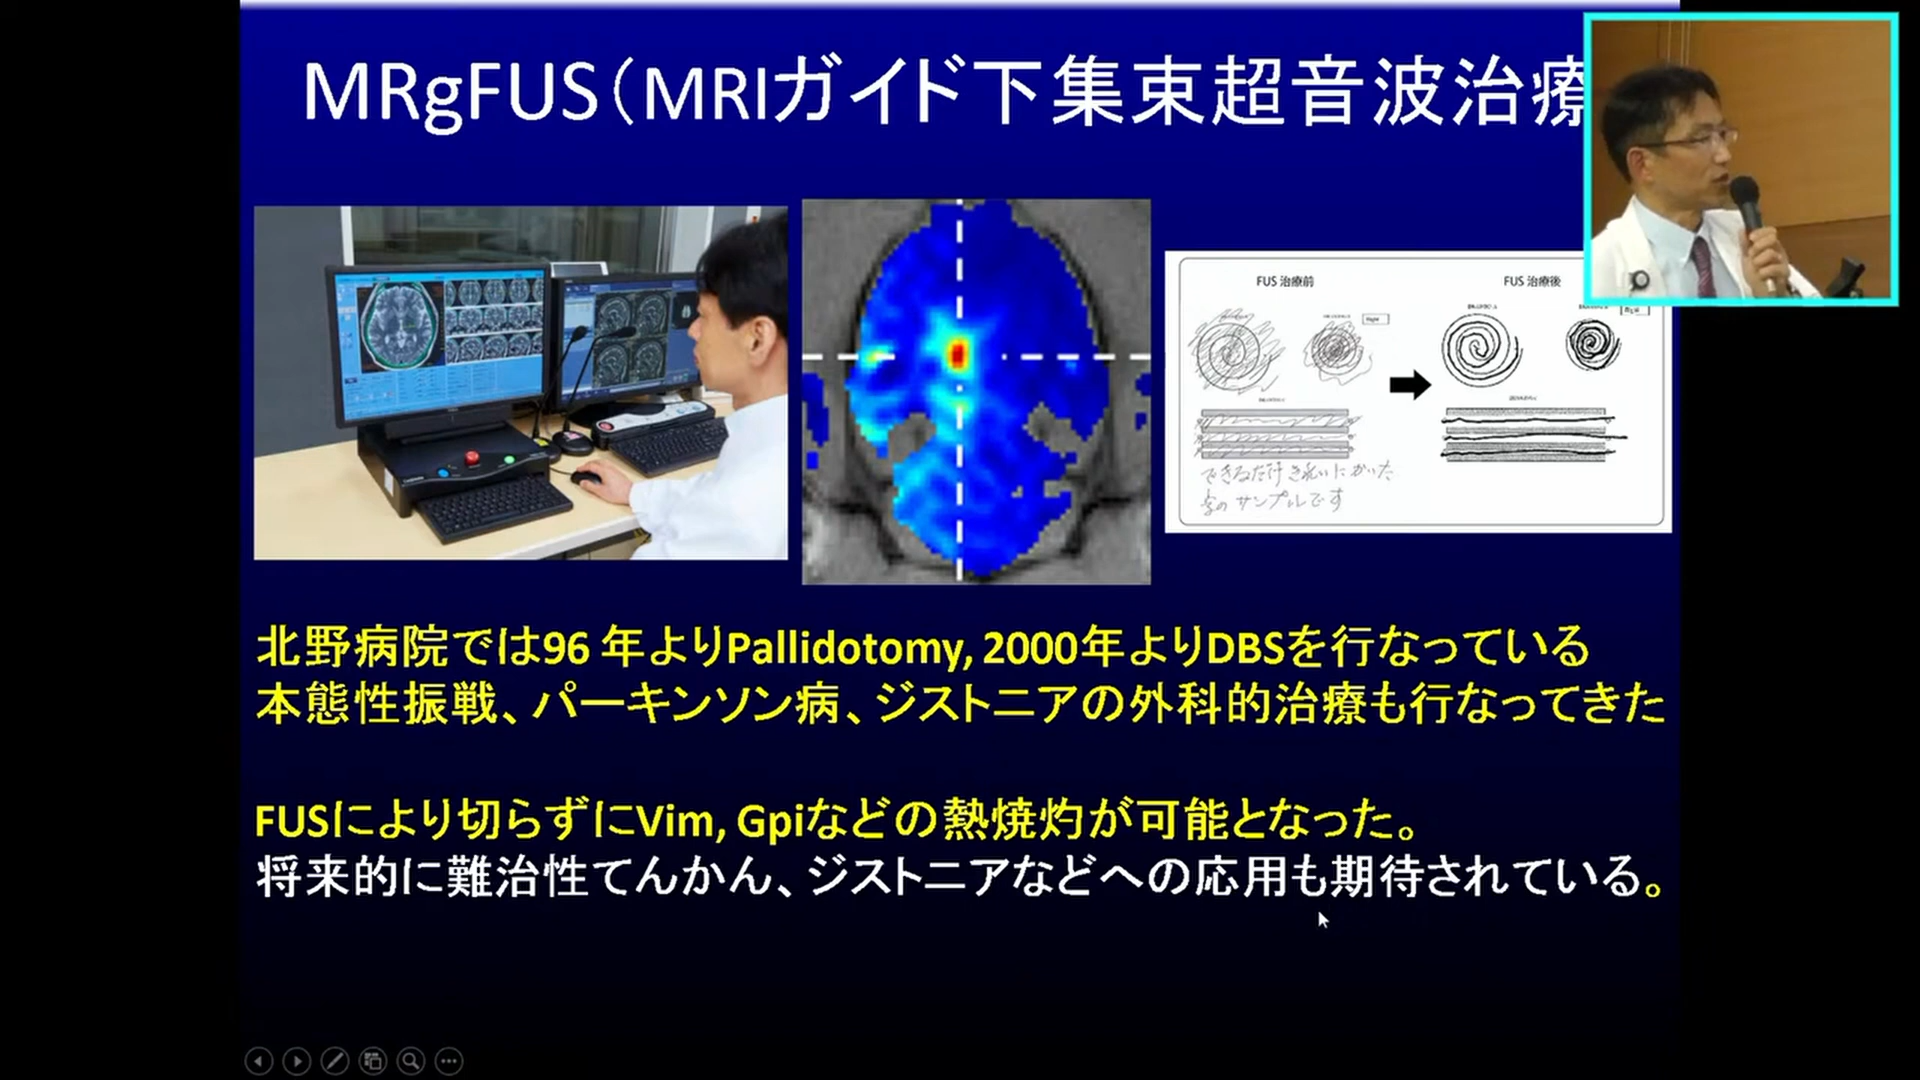 MRgFUS（MRIガイド下集束超音波治療
FUS 治療前
FUS 治療後
できるだけきれいにかいた
字のサンプルです
北野病院では96 年よりPallidotomy, 2000年よりDBSを行なっている
本態性振戦、パーキンソン病、ジストニアの外科的治療も行なってきた
FUSにより切らずにVim, Gpiなどの熱焼灼が可能となった。
将来的に難治性てんかん、ジストニアなどへの応用も期待されている。